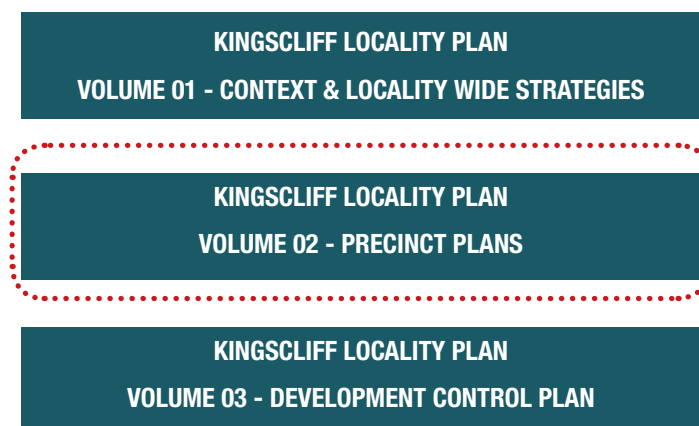 KINGSCLIFF LOCALITY PLAN
VOLUME 01 - CONTEXT & LOCALITY WIDE STRATEGIES
KINGSCLIFF LOCALITY PLAN
VOLUME 02 - PRECINCT PLANS
KINGSCLIFF LOCALITY PLAN
VOLUME 03 - DEVELOPMENT CONTROL PLAN